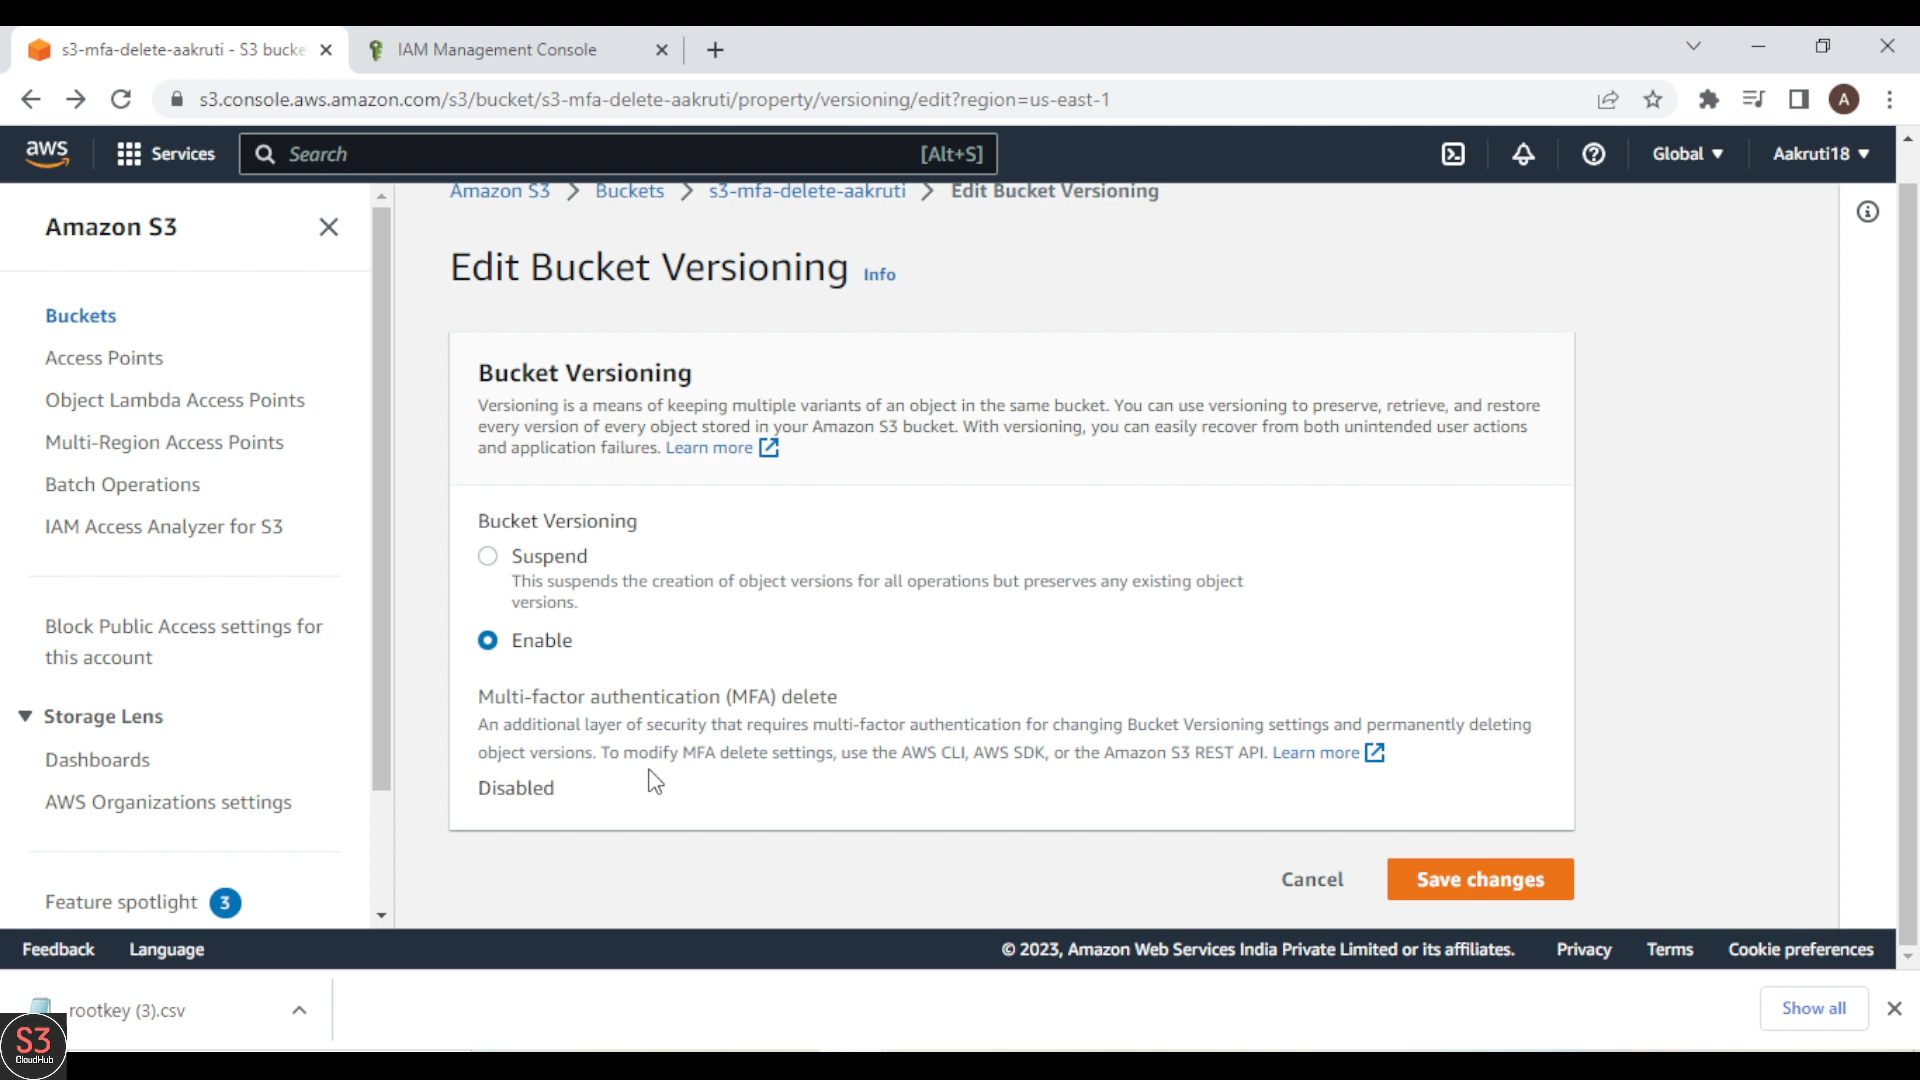 s3-mfa-delete-aakruti - S3 bucke
IAM Management Console
s3.console.aws.amazon.com/s3/bucket/s3-mfa-delete-aakruti/property/versioning/edit?region=us-east-1
A
aws
Services
Search
[Alt+S]
Global
Aakruti18
Amazon S3
Buckets
Access Points
Object Lambda Access Points
Multi-Region Access Points
Batch Operations
IAM Access Analyzer for S3
Block Public Access settings for
this account
Storage Lens
Dashboards
AWS Organizations settings
Feature spotlight 3
Amazon S3 > Buckets > s3-mfa-delete-aakruti > Edit Bucket Versioning
Edit Bucket Versioning Info
Bucket Versioning
Versioning is a means of keeping multiple variants of an object in the same bucket. You can use versioning to preserve, retrieve, and restore
every version of every object stored in your Amazon S3 bucket. With versioning, you can easily recover from both unintended user actions
and application failures. Learn more
Bucket Versioning
Suspend
This suspends the creation of object versions for all operations but preserves any existing object
versions.
Enable
Multi-factor authentication (MFA) delete
An additional layer of security that requires multi-factor authentication for changing Bucket Versioning settings and permanently deleting
object versions. To modify MFA delete settings, use the AWS CLI, AWS SDK, or the Amazon S3 REST API. Learn more
Disabled
Cancel
Save changes
Feedback
Language
© 2023, Amazon Web Services India Private Limited or its affiliates.
Privacy
Terms
Cookie preferences
rootkey (3).csv
Show all
S3
CloudHub